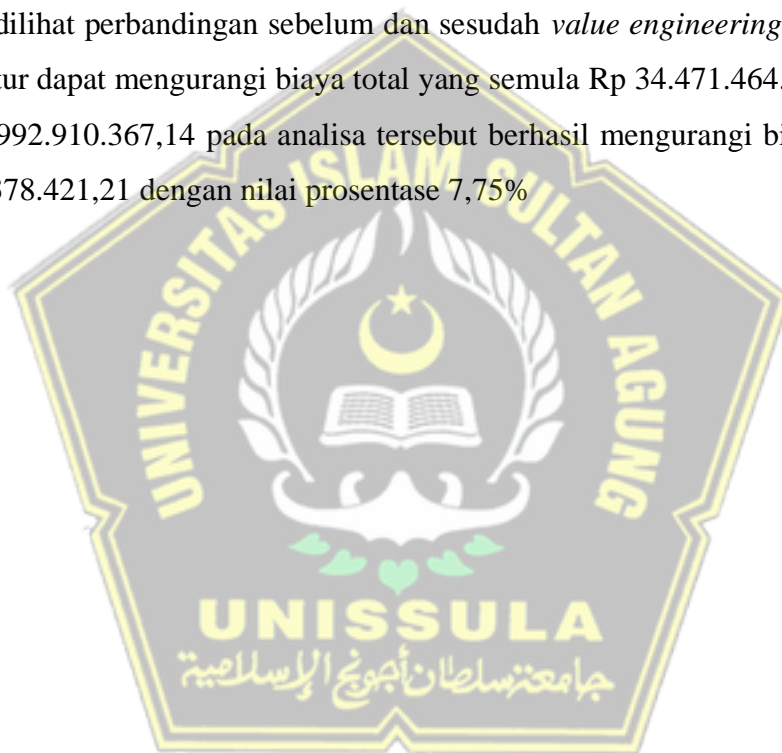 dilihat perbandingan sebelum dan sesudah value engineering
tur dapat mengurangi biaya total yang semula Rp 34.471.464.
992.910.367,14 pada analisa tersebut berhasil mengurangi bi
378.421,21 dengan nilai prosentase 7,75%
UNIVERSITAS ISLAM SULTAN AGUNG
UNISSULA
جامعة سلطان أجونج الإسلامية